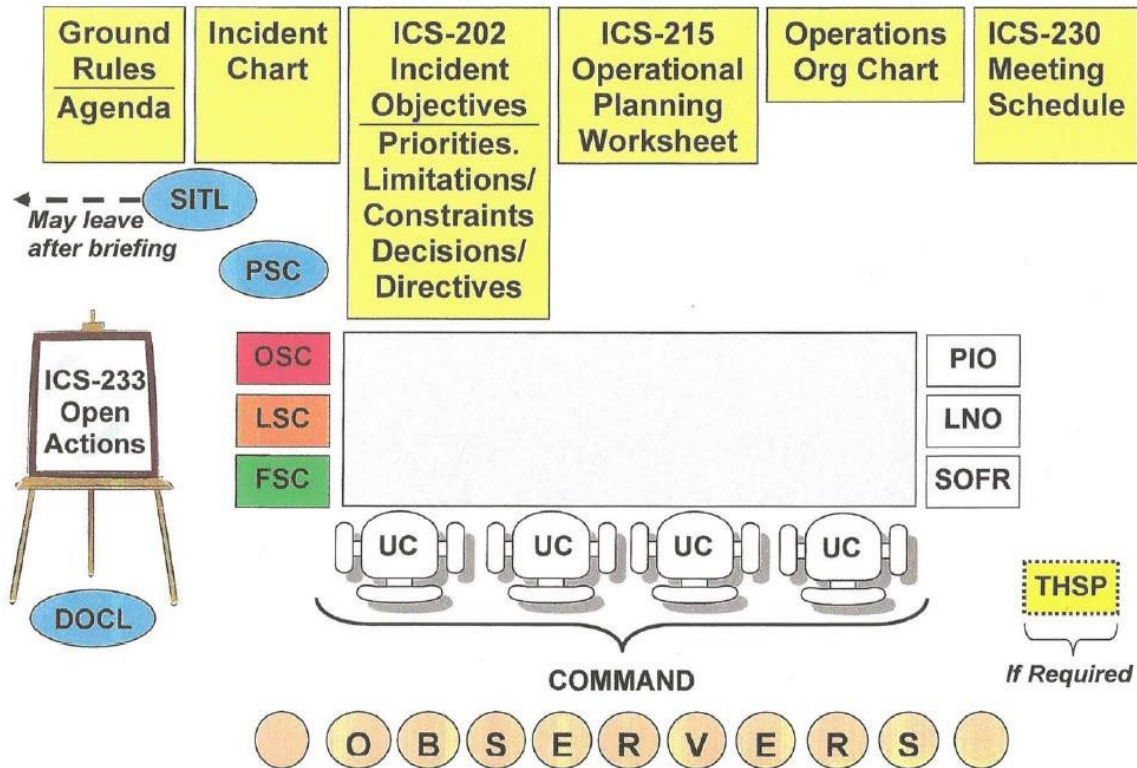 Ground
Rules
Agenda
Incident
Chart
ICS-202
Incident
Objectives
Priorities.
Limitations/
Constraints
Decisions/
Directives
ICS-215
Operational
Planning
Worksheet
Operations
Org Chart
ICS-230
Meeting
Schedule
SITL
May leave
after briefing
PSC
ICS-233
Open
Actions
DOCL
OSC
LSC
FSC
PIO
LNO
SOFR
UC UC UC UC
COMMAND
THSP
If Required
O B S E R V E R S